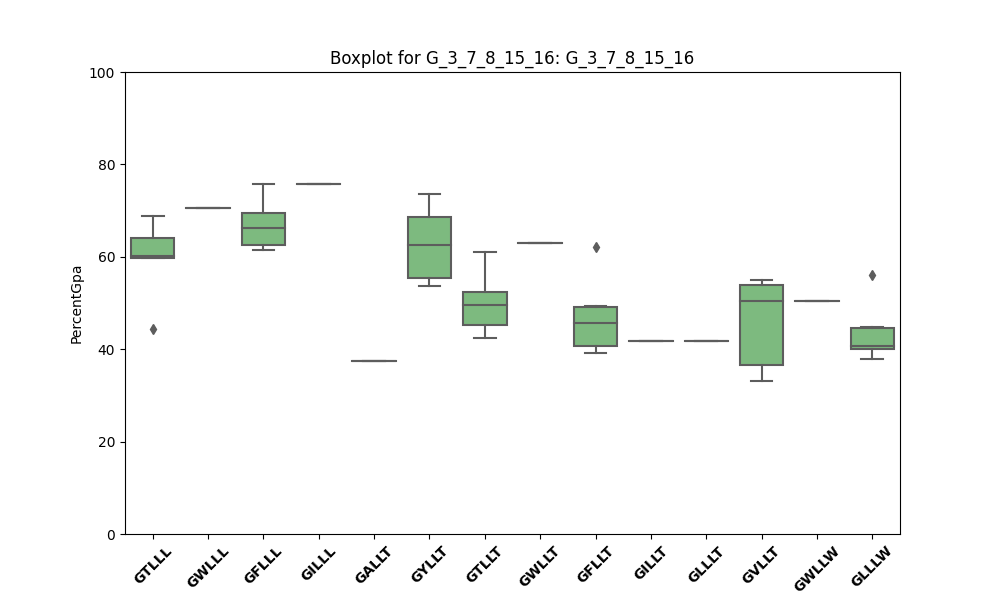 Boxplot for G_3_7_8_15_16: G_3_7_8_15_16
PercentGpa
100
80
60
40
20
0
GTLLL GWLLL GFLLL GILLL GALLT GYLLT GTLLT GWLLT GFLLT GILLT GLLLT GVLLT GWLLW GLLLW